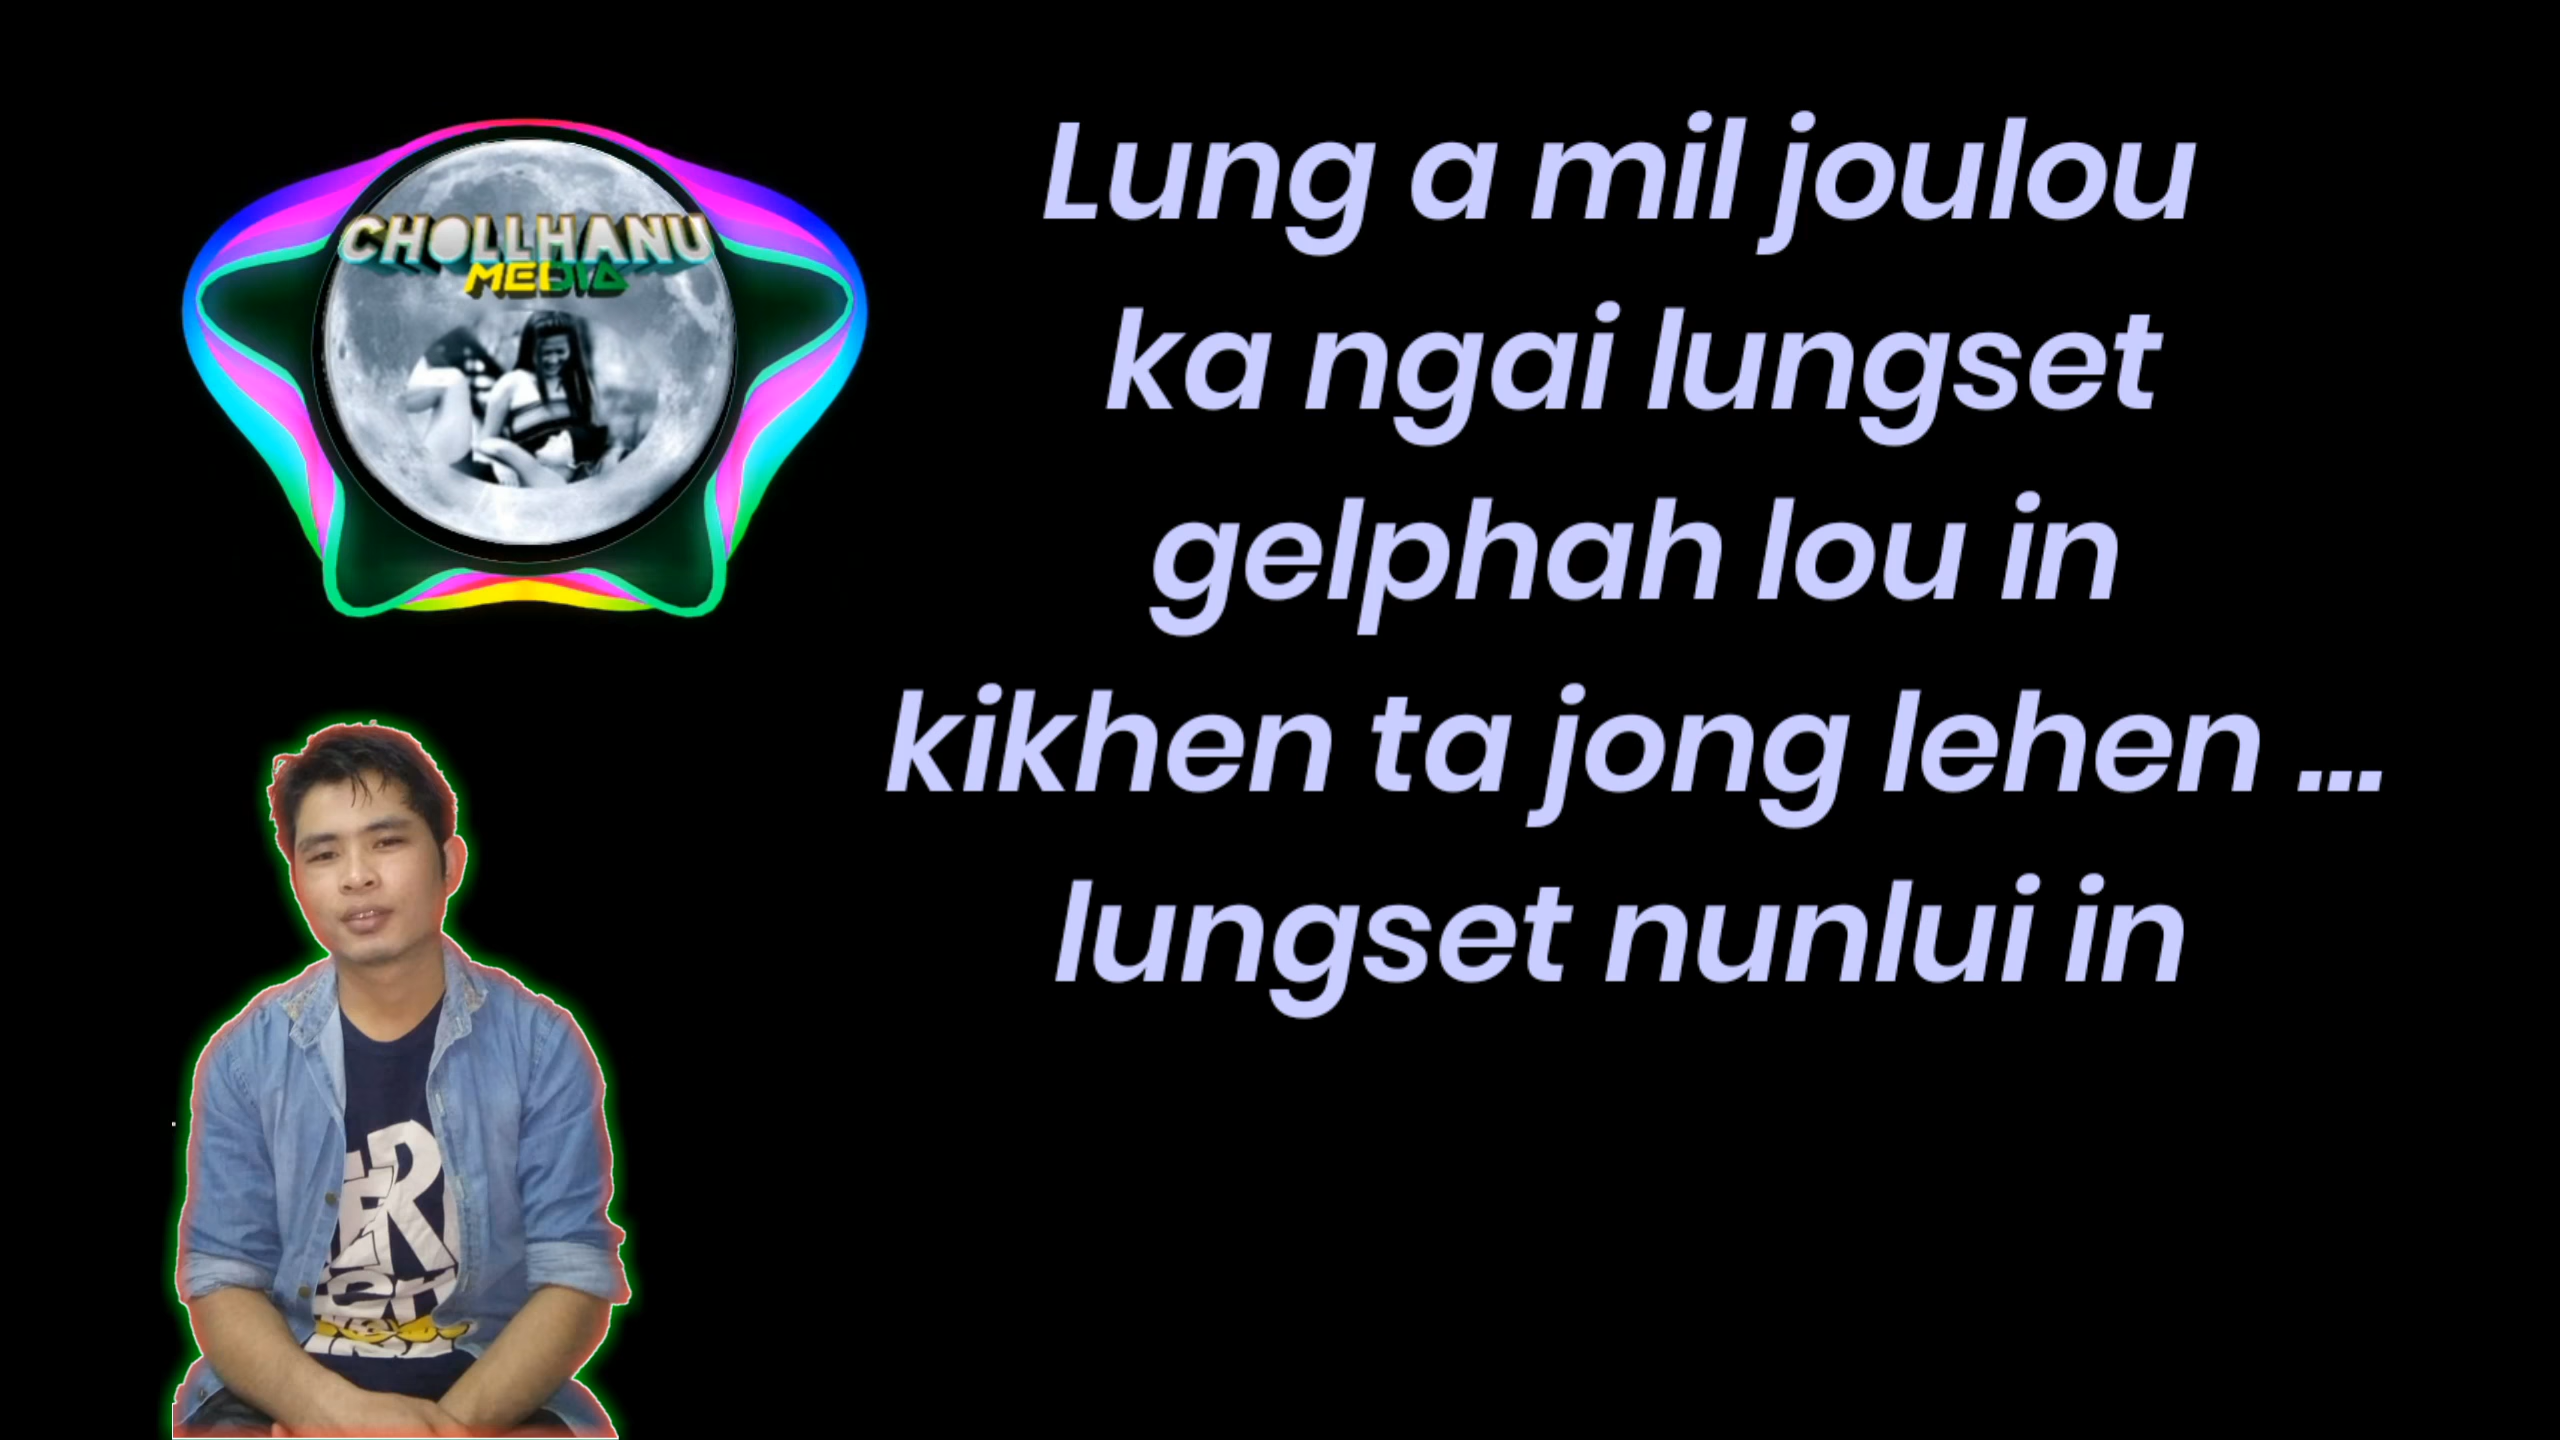 CHOLLHANU
MEDIA
Lung a mil joulou
ka ngai lungset
gelphah lou in
kikhen ta jong lehen ...
lungset nunlui in